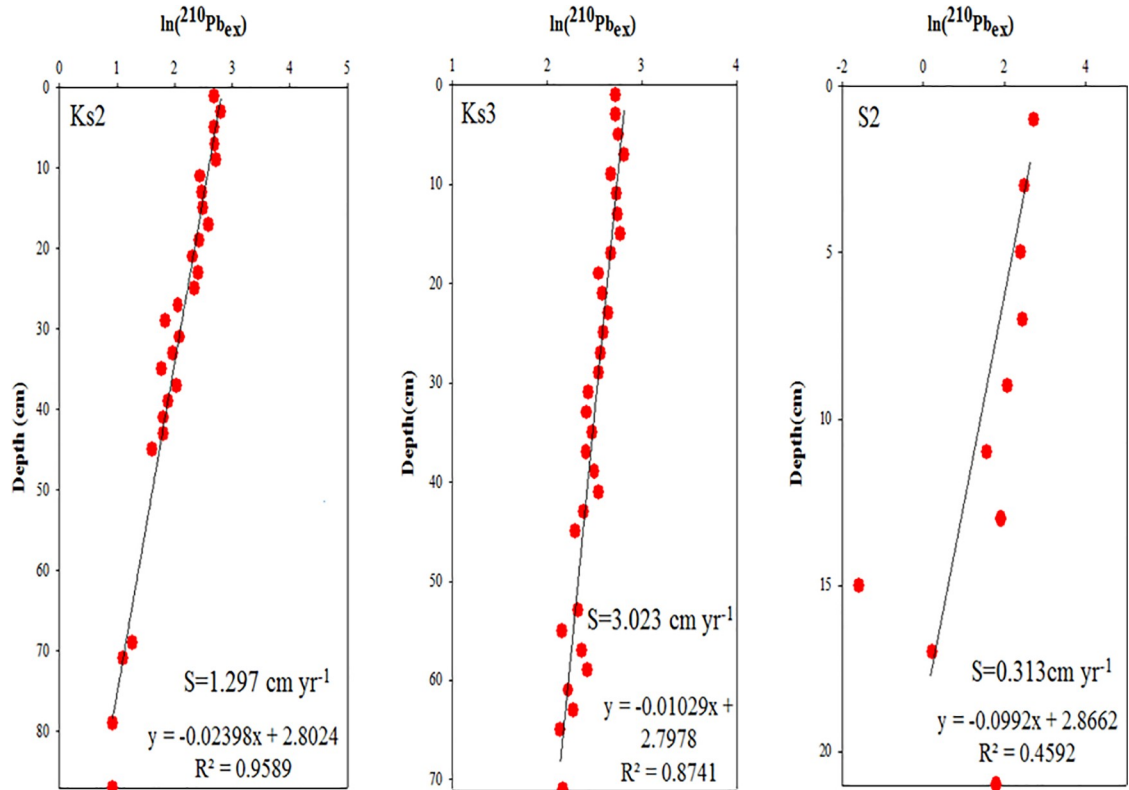 ln(²¹⁰Pbₑₓ)
0 1 2 3 4 5
Ks2
0
10
20
30
40
50
60
70
80
Depth (cm)
S=1.297 cm yr⁻¹
y = -0.02398x + 2.8024
R² = 0.9589
ln(²¹⁰Pbₑₓ)
1 2 3 4
Ks3
0
10
20
30
40
50
60
70
Depth(cm)
S=3.023 cm yr⁻¹
y = -0.01029x +
2.7978
R² = 0.8741
ln(²¹⁰Pbₑₓ)
-2 0 2 4
S2
0
5
10
15
20
Depth(cm)
S=0.313cm yr⁻¹
y = -0.0992x + 2.8662
R² = 0.4592